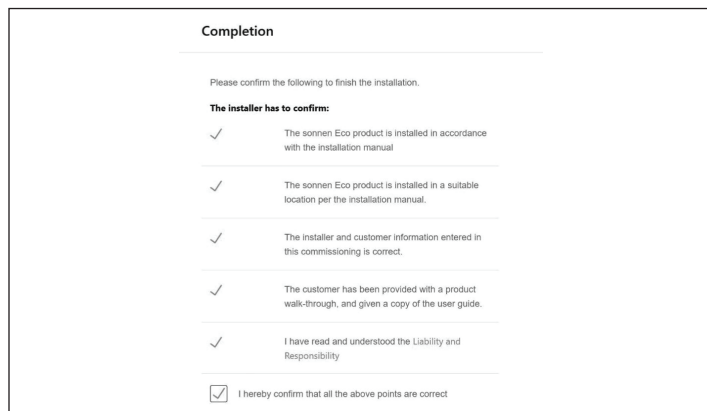 Completion
Please confirm the following to finish the installation.
The installer has to confirm:
The sonnen Eco product is installed in accordance
with the installation manual
The sonnen Eco product is installed in a suitable
location per the installation manual.
The installer and customer information entered in
this commissioning is correct.
The customer has been provided with a product
walk-through, and given a copy of the user guide.
I have read and understood the Liability and
Responsibility
I hereby confirm that all the above points are correct